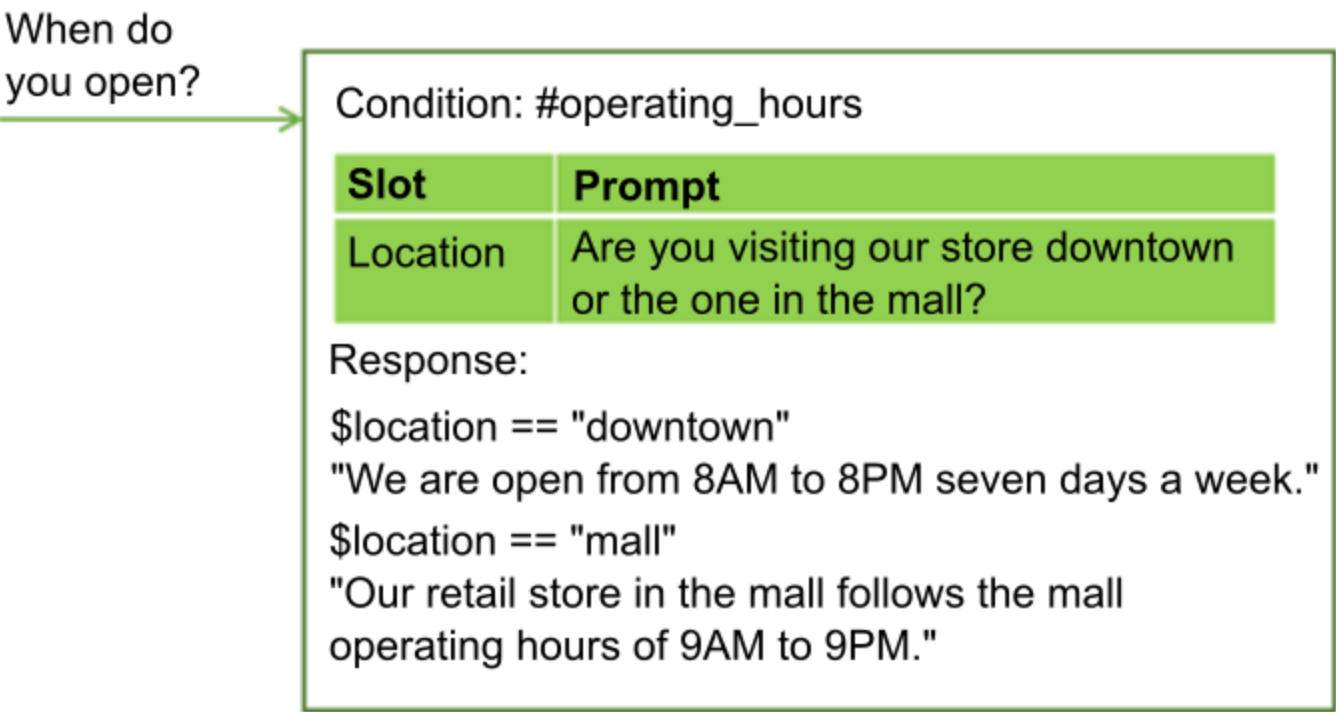 When do
you open?
Condition: #operating_hours
Slot Prompt
Location Are you visiting our store downtown
or the one in the mall?
Response:
$location == "downtown"
"We are open from 8AM to 8PM seven days a week."
$location == "mall"
"Our retail store in the mall follows the mall
operating hours of 9AM to 9PM."